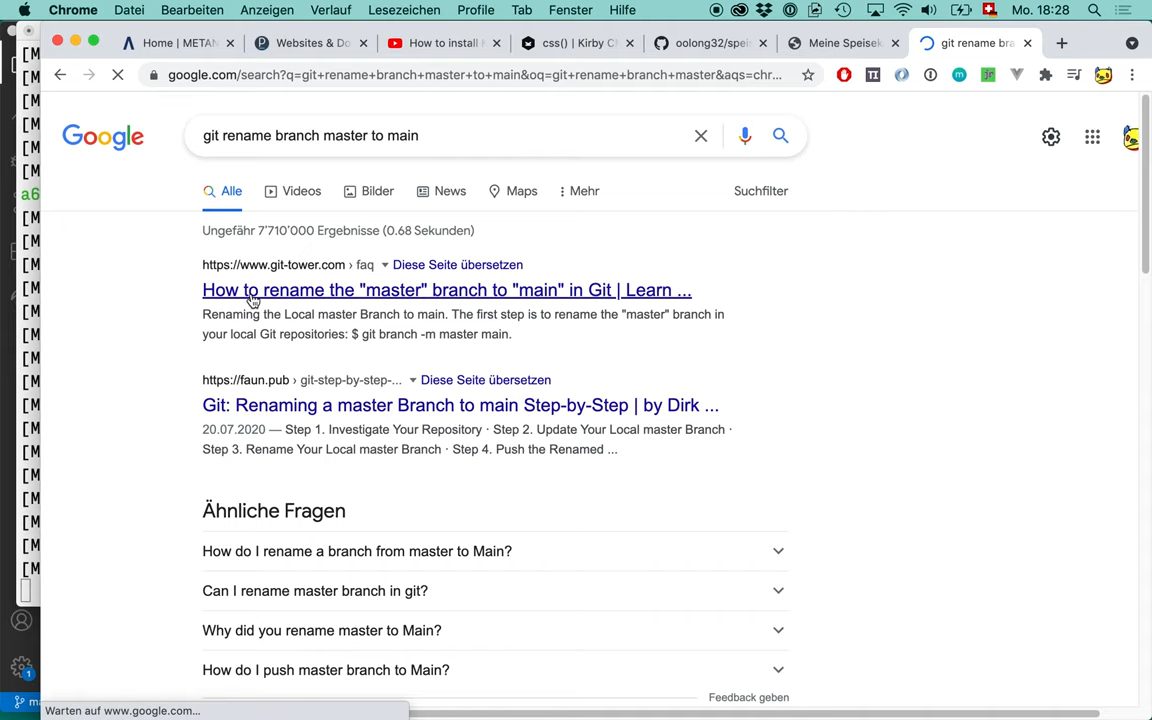 Chrome Datei Bearbeiten Anzeigen Verlauf Lesezeichen Profile Tab Fenster Hilfe Mo. 18:28
Home | METAN
Websites & Do
How to install K
css() | Kirby C
oolong32/spei
Meine Speisek
git rename bra
google.com/search?q=git+rename+branch+master+to+main&oq=git+rename+branch+master&aqs=chr...
Google
git rename branch master to main
Alle Videos Bilder News Maps Mehr Suchfilter
Ungefähr 7'710'000 Ergebnisse (0.68 Sekunden)
https://www.git-tower.com › faq Diese Seite übersetzen
How to rename the "master" branch to "main" in Git | Learn ...
Renaming the Local master Branch to main. The first step is to rename the "master" branch in
your local Git repositories: $ git branch -m master main.
https://faun.pub › git-step-by-step-... Diese Seite übersetzen
Git: Renaming a master Branch to main Step-by-Step | by Dirk ...
20.07.2020 — Step 1. Investigate Your Repository · Step 2. Update Your Local master Branch ·
Step 3. Rename Your Local master Branch · Step 4. Push the Renamed ...
Ähnliche Fragen
How do I rename a branch from master to Main?
Can I rename master branch in git?
Why did you rename master to Main?
How do I push master branch to Main?
Feedback geben
Warten auf www.google.com...